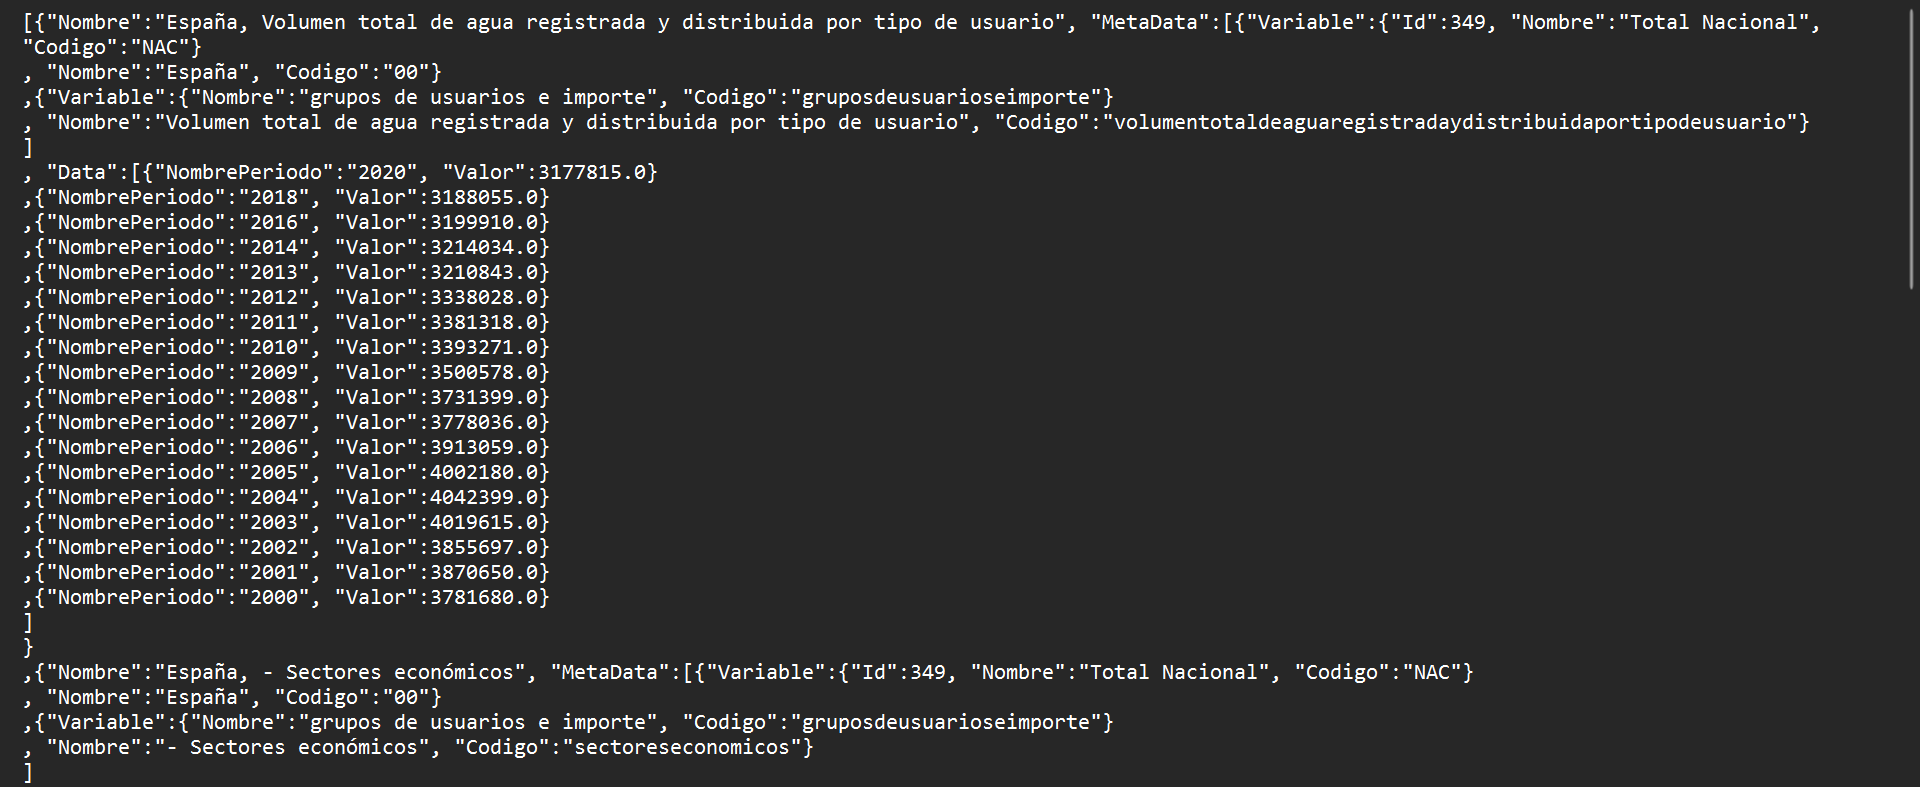 [{"Nombre":"España, Volumen total de agua registrada y distribuida por tipo de usuario", "MetaData":[{"Variable":{"Id":349, "Nombre":"Total Nacional",
"Codigo":"NAC"}
, "Nombre":"España", "Codigo":"00"}
,{"Variable":{"Nombre":"grupos de usuarios e importe", "Codigo":"gruposdeusuarioseimporte"}
, "Nombre":"Volumen total de agua registrada y distribuida por tipo de usuario", "Codigo":"volumentotaldeaguaregistradaydistribuidaportipodeusuario"}
]
, "Data":[{"NombrePeriodo":"2020", "Valor":3177815.0}
,{"NombrePeriodo":"2018", "Valor":3188055.0}
,{"NombrePeriodo":"2016", "Valor":3199910.0}
,{"NombrePeriodo":"2014", "Valor":3214034.0}
,{"NombrePeriodo":"2013", "Valor":3210843.0}
,{"NombrePeriodo":"2012", "Valor":3338028.0}
,{"NombrePeriodo":"2011", "Valor":3381318.0}
,{"NombrePeriodo":"2010", "Valor":3393271.0}
,{"NombrePeriodo":"2009", "Valor":3500578.0}
,{"NombrePeriodo":"2008", "Valor":3731399.0}
,{"NombrePeriodo":"2007", "Valor":3778036.0}
,{"NombrePeriodo":"2006", "Valor":3913059.0}
,{"NombrePeriodo":"2005", "Valor":4002180.0}
,{"NombrePeriodo":"2004", "Valor":4042399.0}
,{"NombrePeriodo":"2003", "Valor":4019615.0}
,{"NombrePeriodo":"2002", "Valor":3855697.0}
,{"NombrePeriodo":"2001", "Valor":3870650.0}
,{"NombrePeriodo":"2000", "Valor":3781680.0}
]
}
,{"Nombre":"España, - Sectores económicos", "MetaData":[{"Variable":{"Id":349, "Nombre":"Total Nacional", "Codigo":"NAC"}
, "Nombre":"España", "Codigo":"00"}
,{"Variable":{"Nombre":"grupos de usuarios e importe", "Codigo":"gruposdeusuarioseimporte"}
, "Nombre":"- Sectores económicos", "Codigo":"sectoreseconomicos"}
]